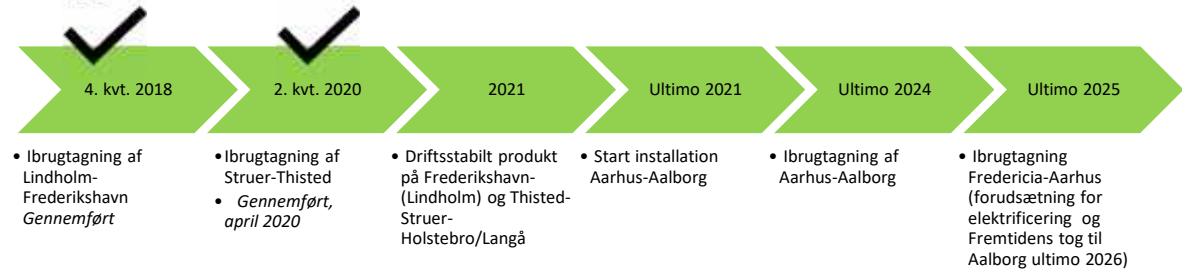 4. kvt. 2018
2. kvt. 2020
2021
Ultimo 2021
Ultimo 2024
Ultimo 2025
• Ibrugtagning af
Lindholm-
Frederikshavn
Gennemført
•Ibrugtagning af
Struer-Thisted
• Gennemført,
april 2020
• Driftsstabilt produkt
på Frederikshavn-
(Lindholm) og Thisted-
Struer-
Holstebro/Langå
• Start installation
Aarhus-Aalborg
• Ibrugtagning af
Aarhus-Aalborg
• Ibrugtagning
Fredericia-Aarhus
(forudsætning for
elektrificering og
Fremtidens tog til
Aalborg ultimo 2026)